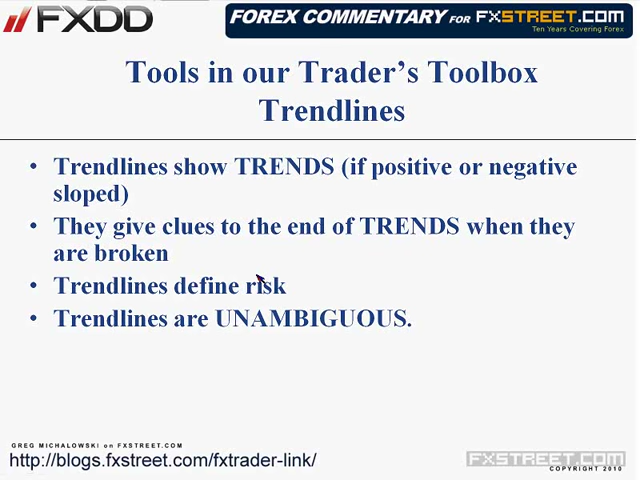 FXDD
FOREX COMMENTARY FOR FXSTREET.COM
Ten Years Covering Forex
Tools in our Trader's Toolbox
Trendlines
• Trendlines show TRENDS (if positive or negative
sloped)
• They give clues to the end of TRENDS when they
are broken
• Trendlines define risk
• Trendlines are UNAMBIGUOUS.
GREG MICHALOWSKI on FXSTREET.COM
http://blogs.fxstreet.com/fxtrader-link/
FXSTREET.COM
COPYRIGHT 2010